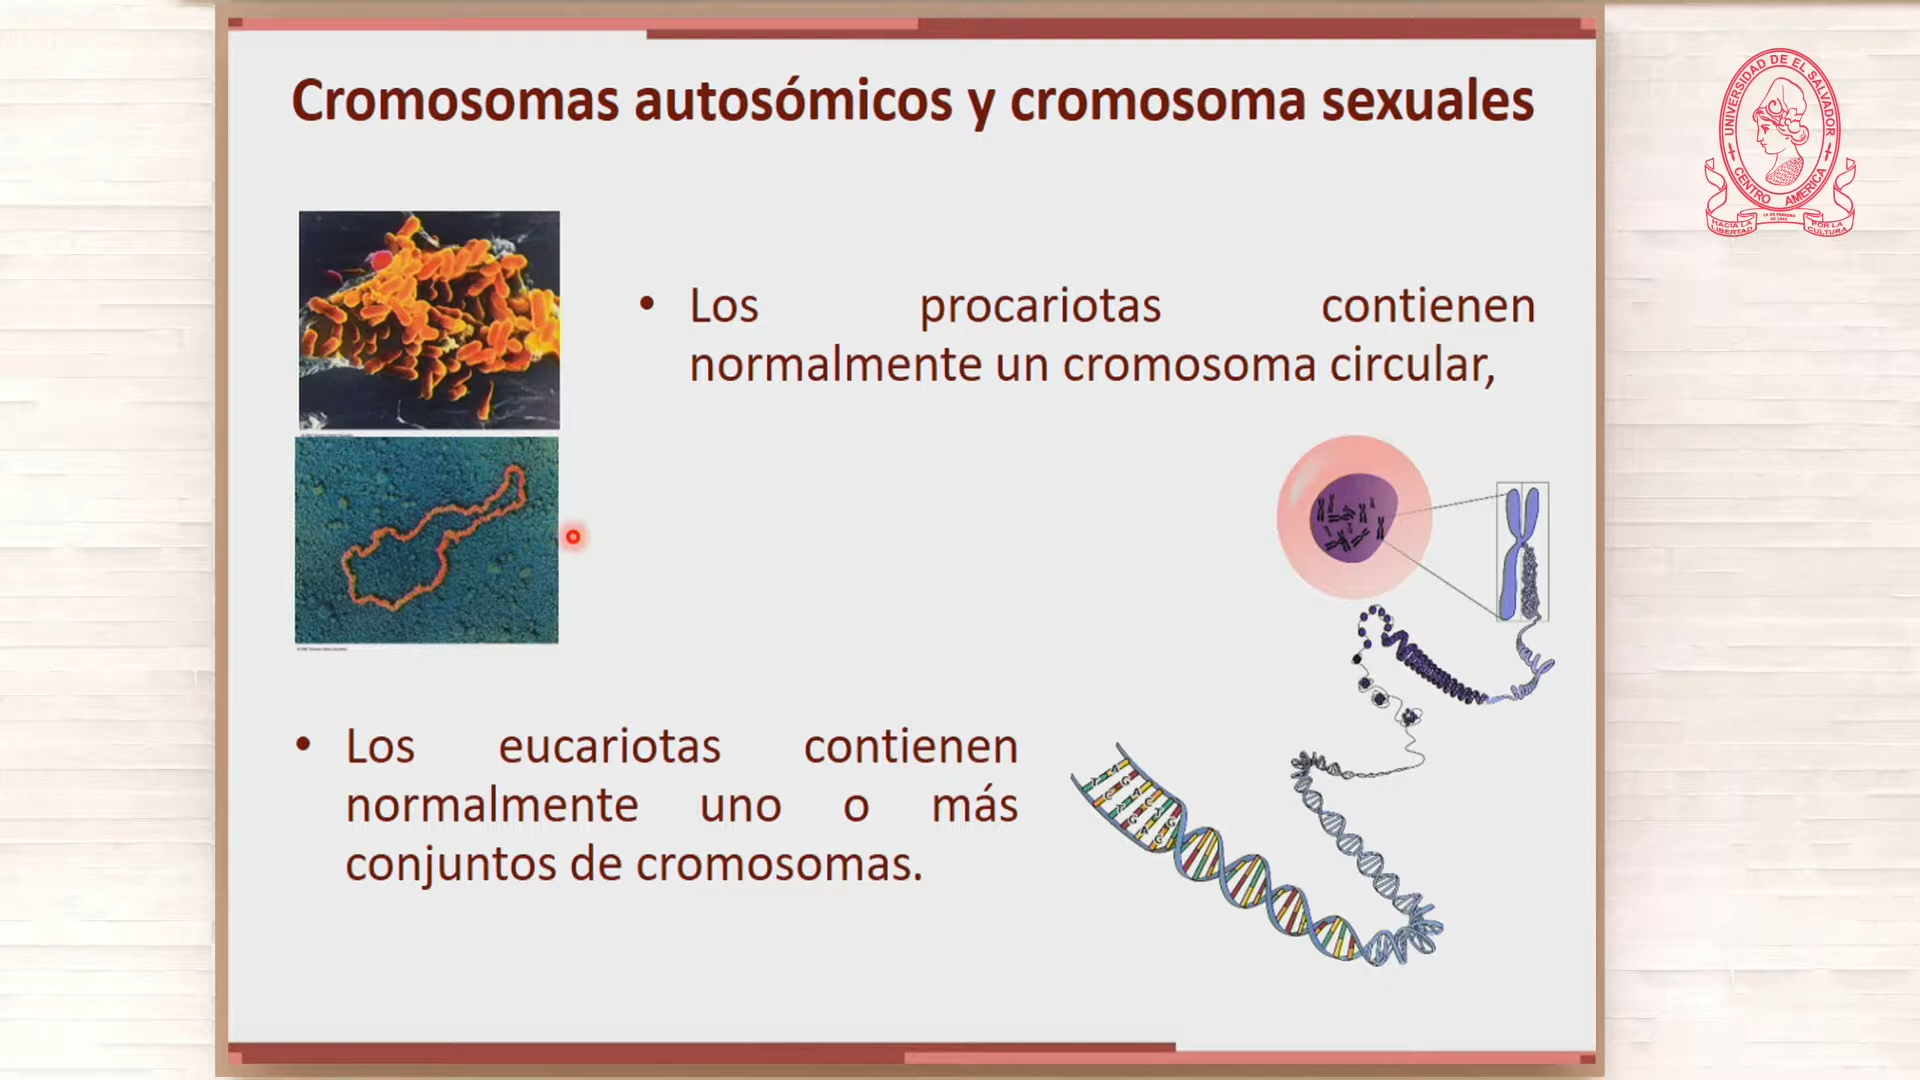 Cromosomas autosómicos y cromosoma sexuales
UNIVERSIDAD DE EL SALVADOR
CENTRO AMERICA
HACIA LA
LIBERTAD
POR LA
CULTURA
• Los procariotas contienen
normalmente un cromosoma circular,
• Los eucariotas contienen
normalmente uno o más
conjuntos de cromosomas.